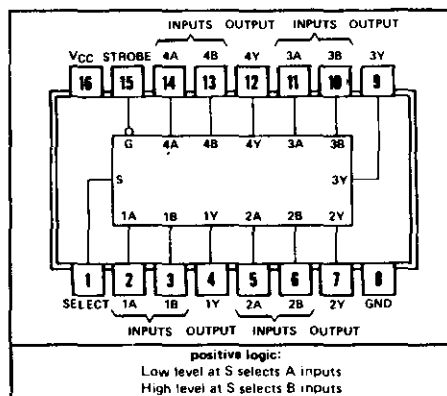 INPUTS OUTPUT INPUTS OUTPUT
VCC STROBE 4A 4B 4Y 3A 3B 3Y
16 15 14 13 12 11 10 9
G 4A 4B 4Y 3A 3B
S 3Y
1A 1B 1Y 2A 2B 2Y
1 2 3 4 5 6 7 8
SELECT 1A 1B 1Y 2A 2B 2Y GND
INPUTS OUTPUT INPUTS OUTPUT
positive logic:
Low level at S selects A inputs
High level at S selects B inputs